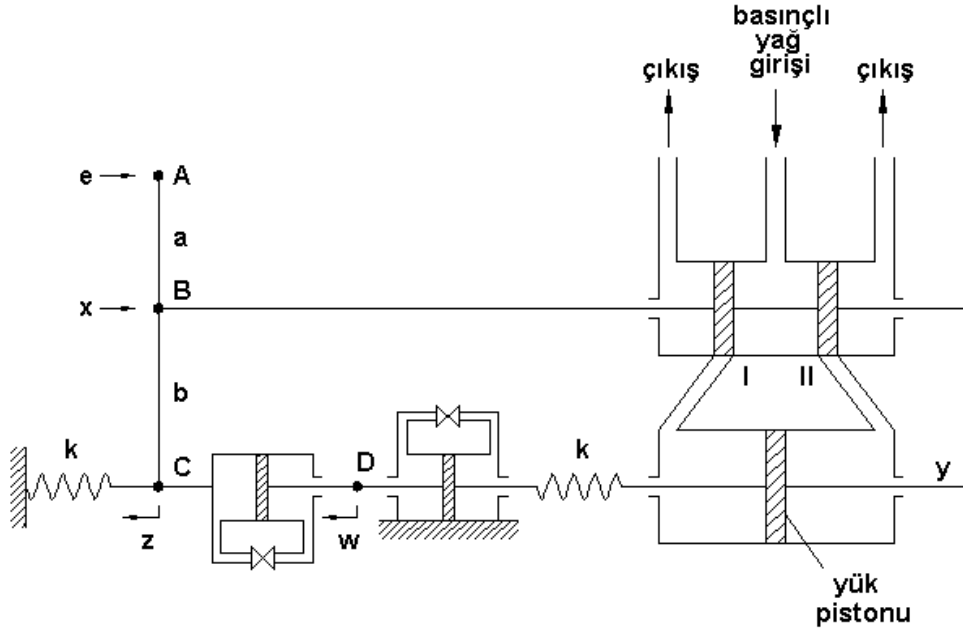 basınçlı
yağ
girişi
çıkış
çıkış
e
A
a
x
B
b
I
II
k
C
D
k
y
z
w
yük
pistonu